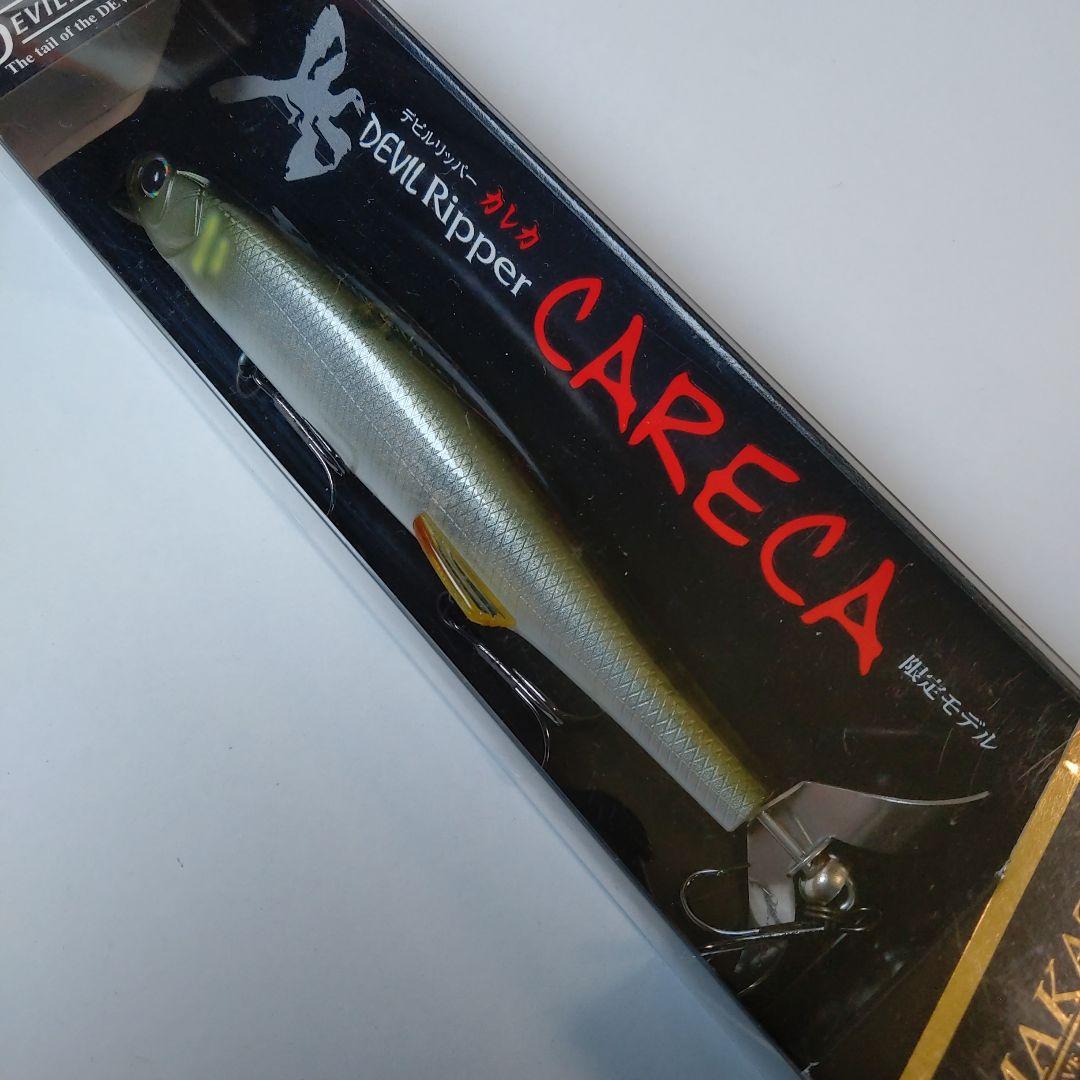 The tail of the
デビルリッパー カレカ
DEVIL Ripper
CARECA
限定モデル